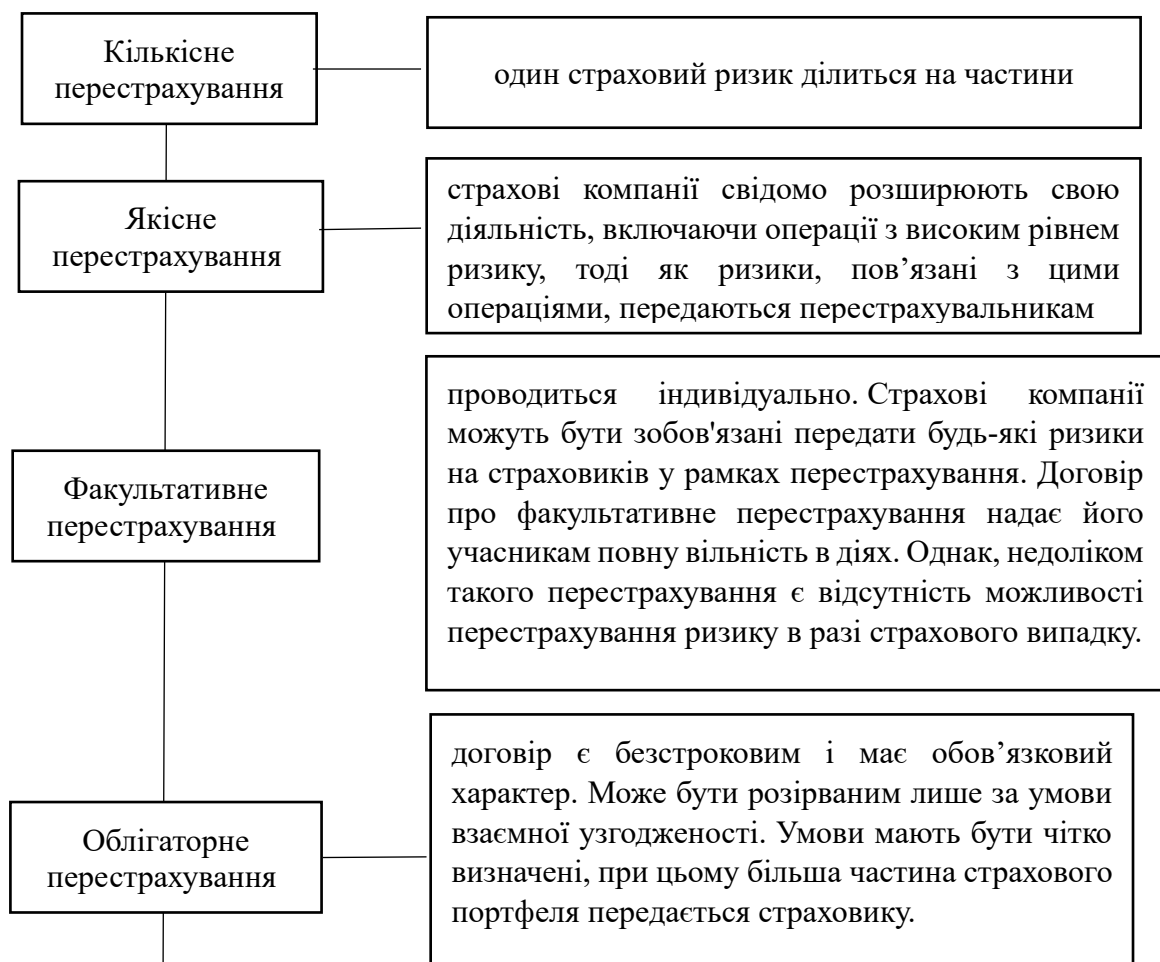 Кількісне
перестрахування
один страховий ризик ділиться на частини
Якісне
перестрахування
страхові компанії свідомо розширюють свою
діяльність, включаючи операції з високим рівнем
ризику, тоді як ризики, пов’язані з цими
операціями, передаються перестрахувальникам
Факультативне
перестрахування
проводиться індивідуально. Страхові компанії
можуть бути зобов'язані передати будь-які ризики
на страховиків у рамках перестрахування. Договір
про факультативне перестрахування надає його
учасникам повну вільність в діях. Однак, недоліком
такого перестрахування є відсутність можливості
перестрахування ризику в разі страхового випадку.
Облігаторне
перестрахування
договір є безстроковим і має обов’язковий
характер. Може бути розірваним лише за умови
взаємної узгодженості. Умови мають бути чітко
визначені, при цьому більша частина страхового
портфеля передається страховику.